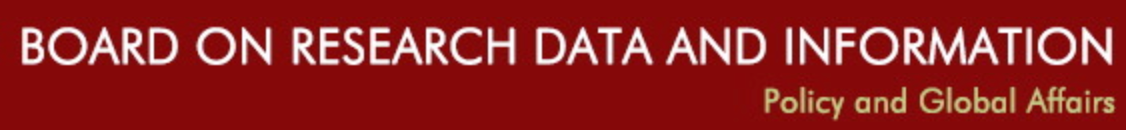 BOARD ON RESEARCH DATA AND INFORMATION
Policy and Global Affairs